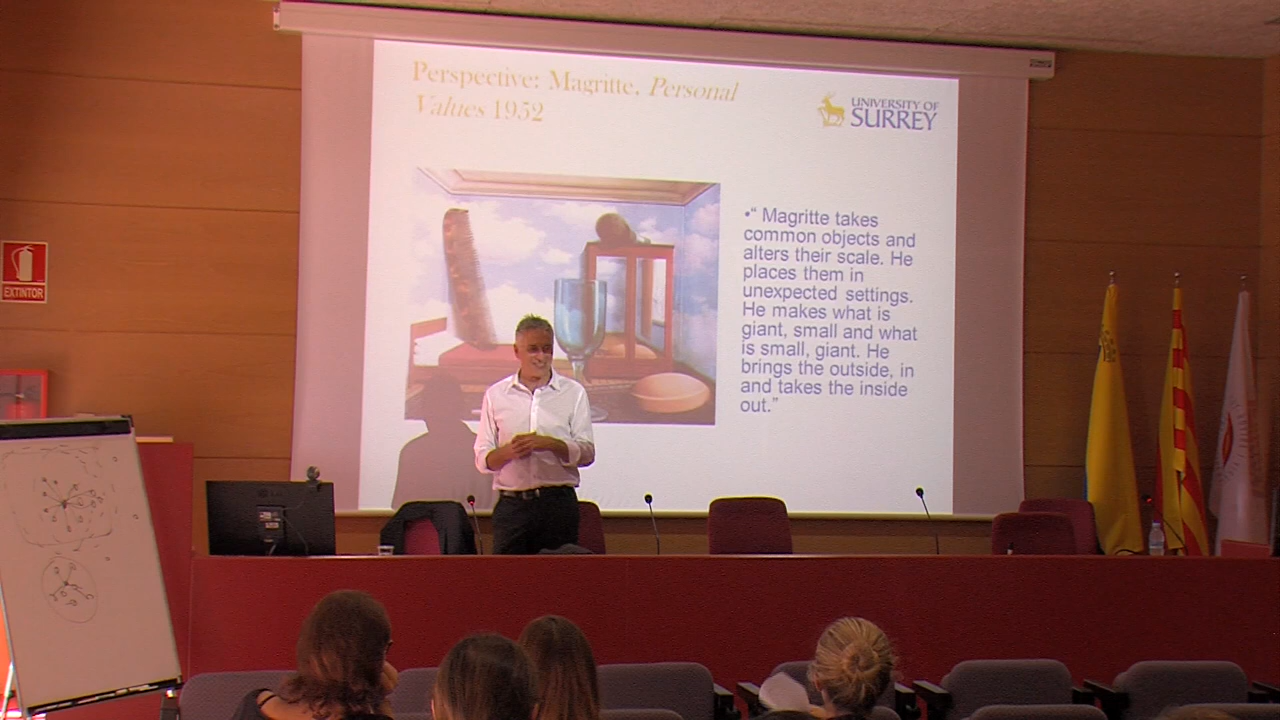 Perspective: Magritte, Personal
Values 1952
UNIVERSITY OF
SURREY
•“ Magritte takes
common objects and
alters their scale. He
places them in
unexpected settings.
He makes what is
giant, small and what
is small, giant. He
brings the outside, in
and takes the inside
out.”
EXTINTOR
LG